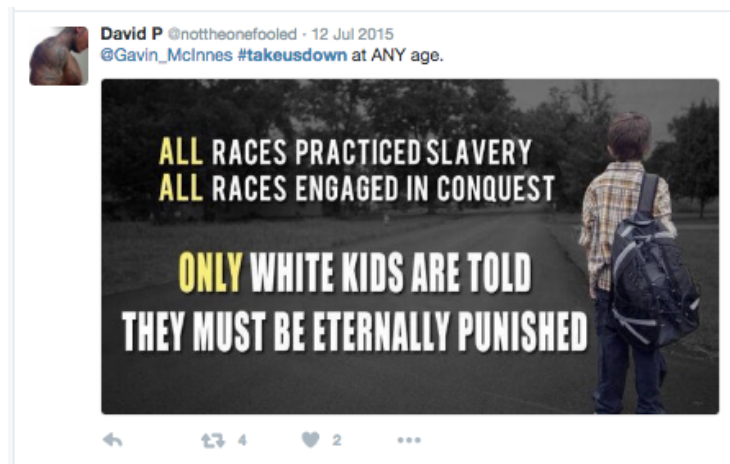 David P @nottheonefooled · 12 Jul 2015
@Gavin_McInnes #takeusdown at ANY age.
ALL RACES PRACTICED SLAVERY
ALL RACES ENGAGED IN CONQUEST
ONLY WHITE KIDS ARE TOLD
THEY MUST BE ETERNALLY PUNISHED
4 2